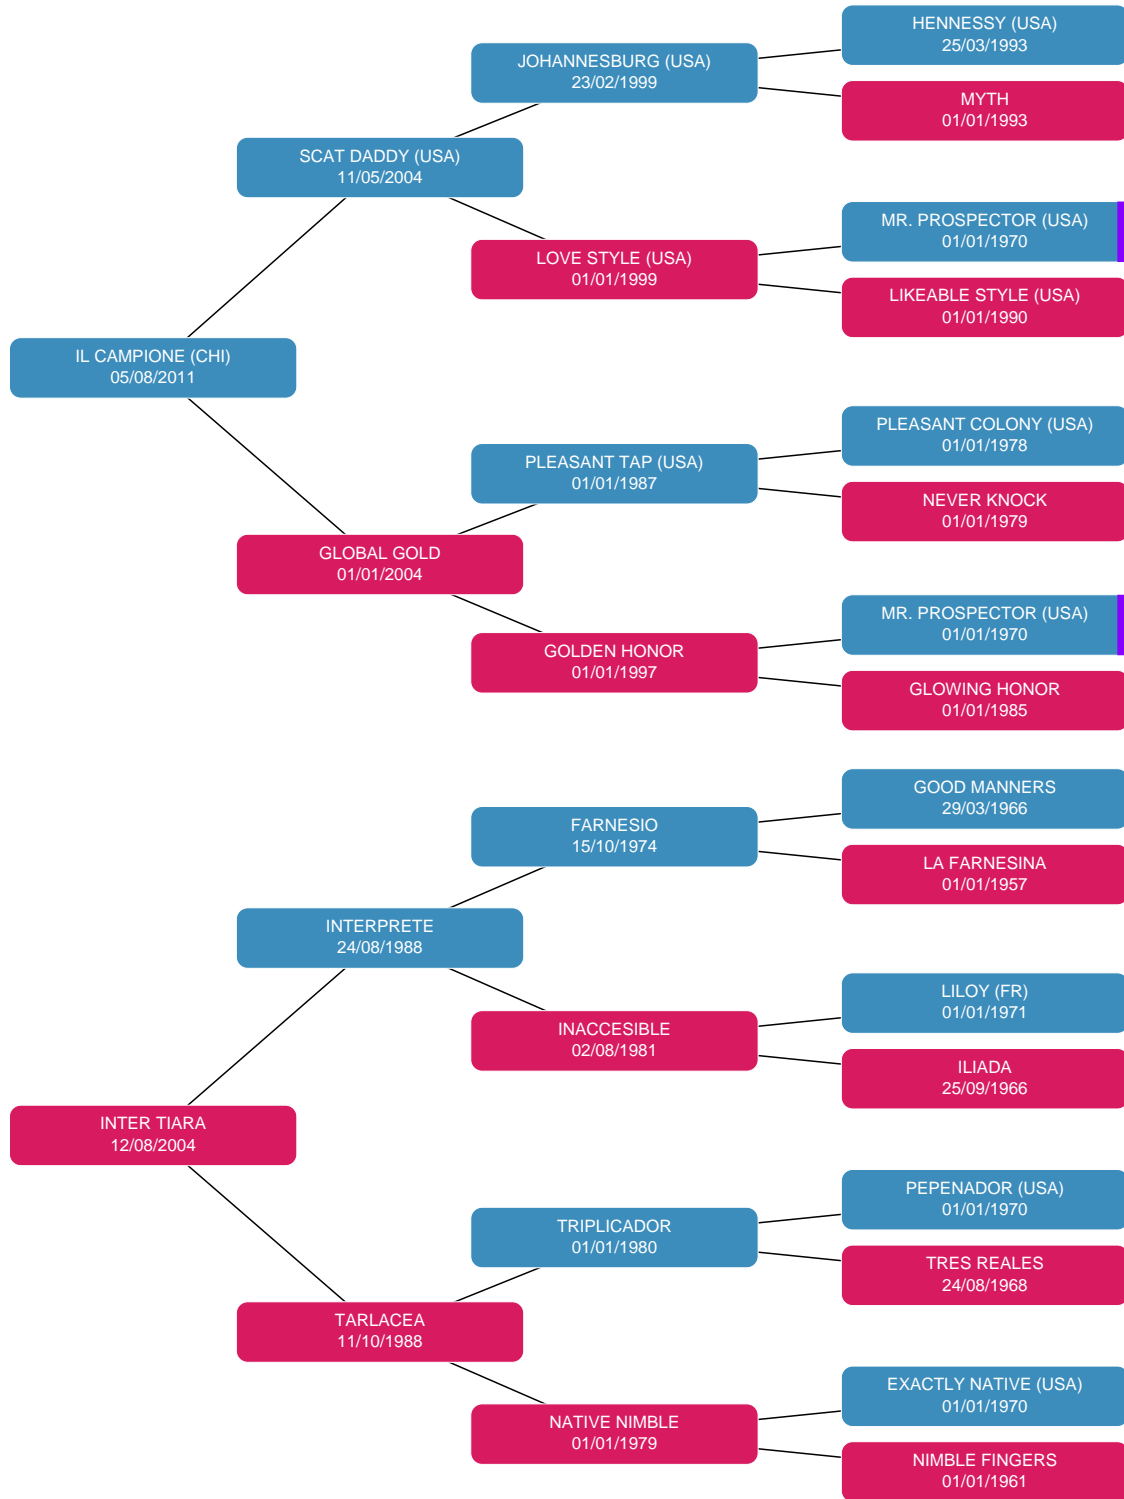 HENNESSY (USA)
25/03/1993
JOHANNESBURG (USA)
23/02/1999
MYTH
01/01/1993
SCAT DADDY (USA)
11/05/2004
MR. PROSPECTOR (USA)
01/01/1970
LOVE STYLE (USA)
01/01/1999
LIKEABLE STYLE (USA)
01/01/1990
IL CAMPIONE (CHI)
05/08/2011
PLEASANT COLONY (USA)
01/01/1978
PLEASANT TAP (USA)
01/01/1987
NEVER KNOCK
01/01/1979
GLOBAL GOLD
01/01/2004
MR. PROSPECTOR (USA)
01/01/1970
GOLDEN HONOR
01/01/1997
GLOWING HONOR
01/01/1985
GOOD MANNERS
29/03/1966
FARNESIO
15/10/1974
LA FARNESINA
01/01/1957
INTERPRETE
24/08/1988
LILOY (FR)
01/01/1971
INACCESIBLE
02/08/1981
ILIADA
25/09/1966
INTER TIARA
12/08/2004
PEPENADOR (USA)
01/01/1970
TRIPLICADOR
01/01/1980
TRES REALES
24/08/1968
TARLACEA
11/10/1988
EXACTLY NATIVE (USA)
01/01/1970
NATIVE NIMBLE
01/01/1979
NIMBLE FINGERS
01/01/1961